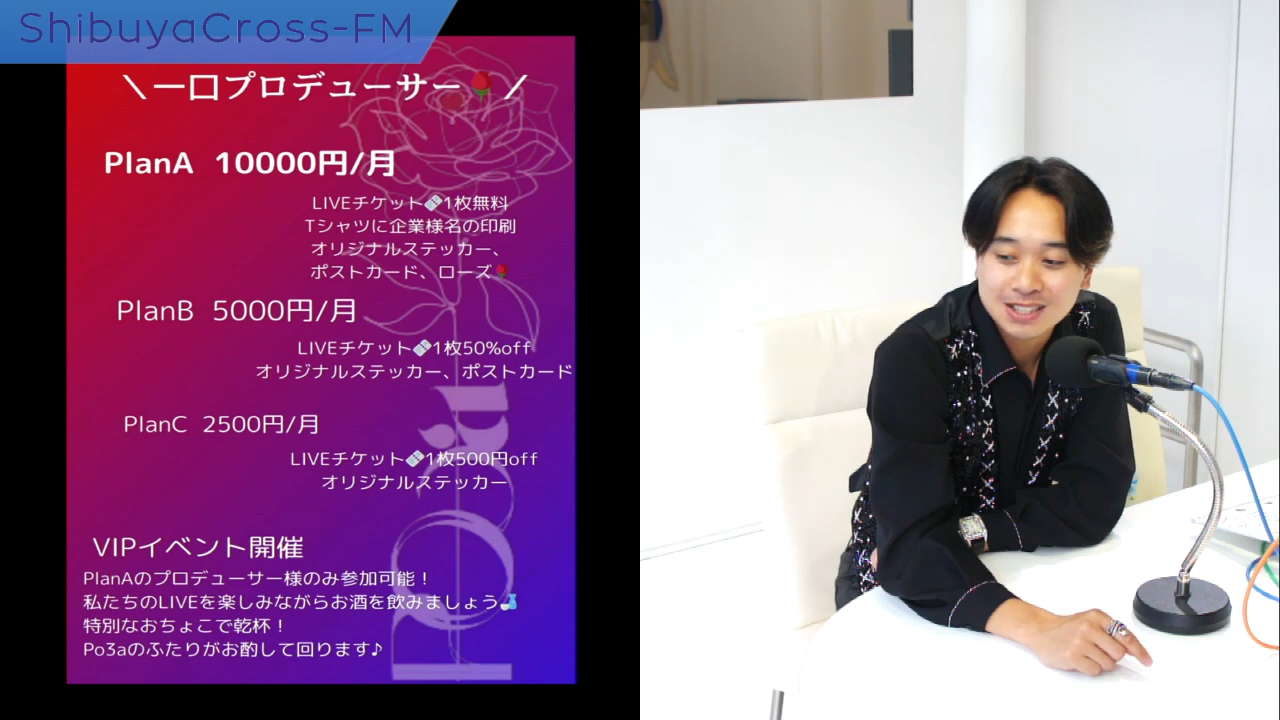 ShibuyaCross-FM
＼一口プロデューサー🌹／
PlanA 10000円/月
LIVEチケット🎫1枚無料
Tシャツに企業様名の印刷
オリジナルステッカー、
ポストカード、ローズ🌹
PlanB 5000円/月
LIVEチケット🎫1枚50%off
オリジナルステッカー、ポストカード
PlanC 2500円/月
LIVEチケット🎫1枚500円off
オリジナルステッカー
VIPイベント開催
PlanAのプロデューサー様のみ参加可能！
私たちのLIVEを楽しみながらお酒を飲みましょう🍶
特別なおちょこで乾杯！
Po3aのふたりがお酌して回ります♪